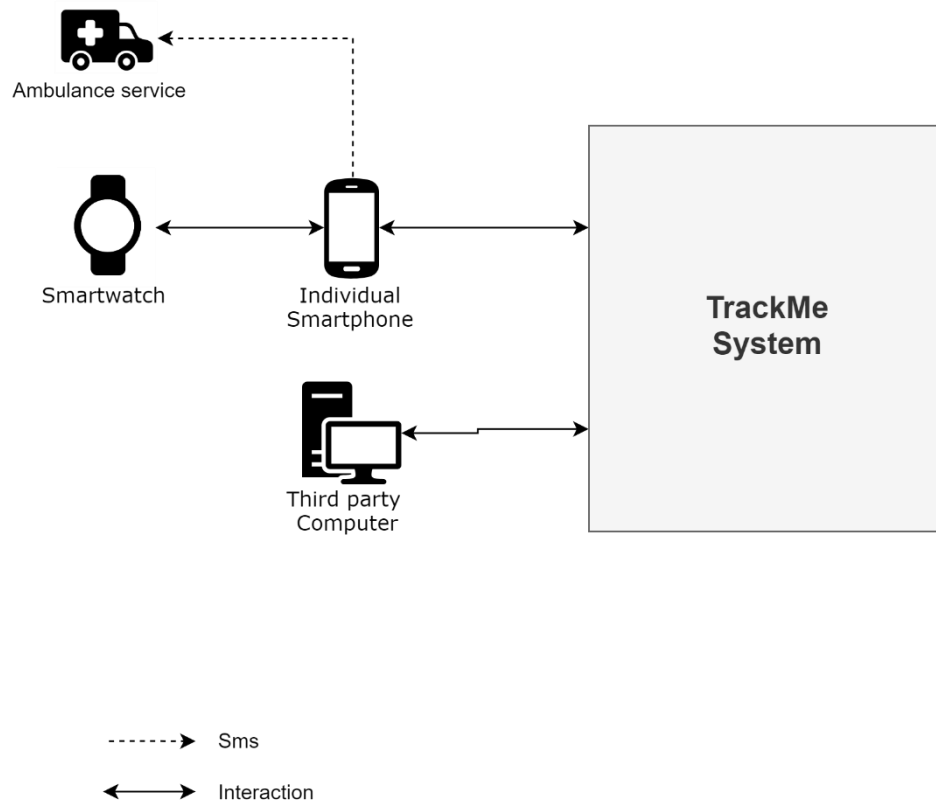 Ambulance service
Smartwatch
Individual
Smartphone
TrackMe
System
Third party
Computer
Sms
Interaction